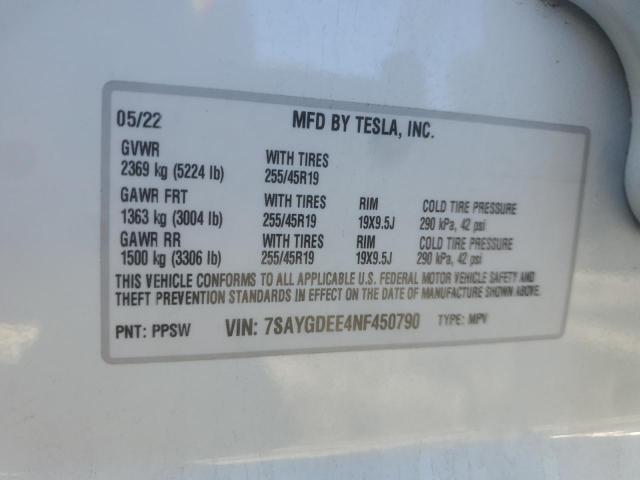 05/22 MFD BY TESLA, INC.
GVWR WITH TIRES
2369 kg (5224 lb) 255/45R19
GAWR FRT WITH TIRES RIM COLD TIRE PRESSURE
1363 kg (3004 lb) 255/45R19 19X9.5J 290 kPa, 42 psi
GAWR RR WITH TIRES RIM COLD TIRE PRESSURE
1500 kg (3306 lb) 255/45R19 19X9.5J 290 kPa, 42 psi
THIS VEHICLE CONFORMS TO ALL APPLICABLE U.S. FEDERAL MOTOR VEHICLE SAFETY AND
THEFT PREVENTION STANDARDS IN EFFECT ON THE DATE OF MANUFACTURE SHOWN ABOVE.
PNT: PPSW VIN: 7SAYGDEE4NF450790 TYPE: MPV